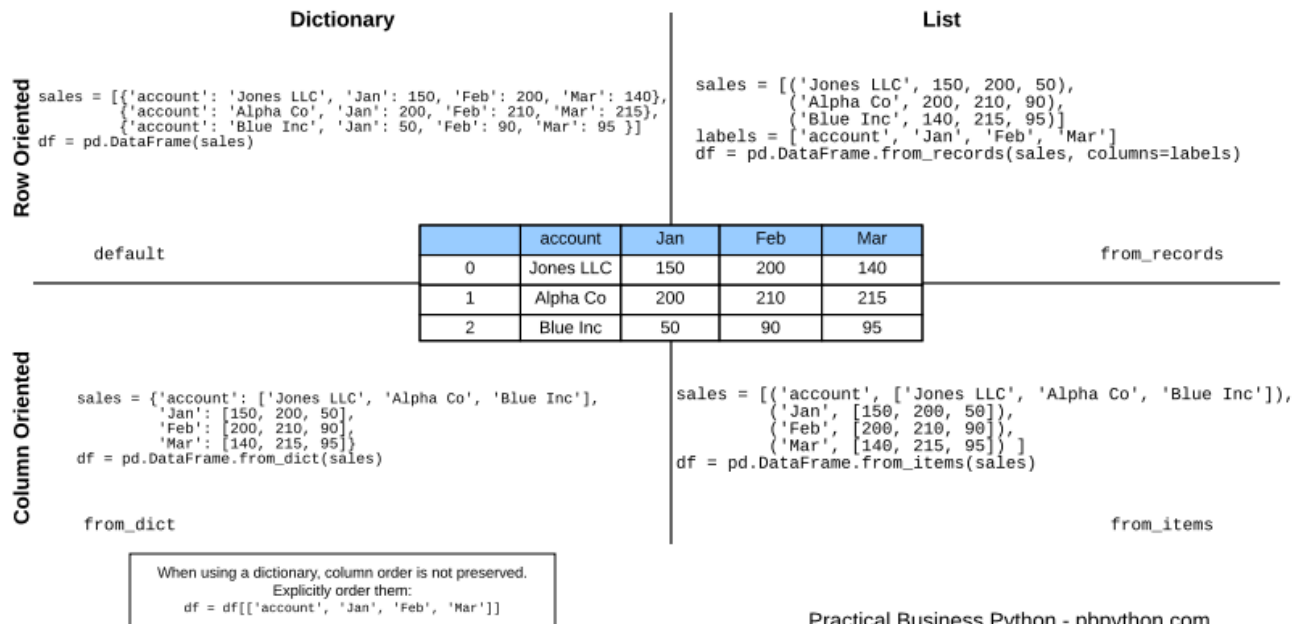 Dictionary
List
Row Oriented
sales = [{'account': 'Jones LLC', 'Jan': 150, 'Feb': 200, 'Mar': 140},
{'account': 'Alpha Co', 'Jan': 200, 'Feb': 210, 'Mar': 215},
{'account': 'Blue Inc', 'Jan': 50, 'Feb': 90, 'Mar': 95 }]
df = pd.DataFrame(sales)
default
sales = [('Jones LLC', 150, 200, 50),
('Alpha Co', 200, 210, 90),
('Blue Inc', 140, 215, 95)]
labels = ['account', 'Jan', 'Feb', 'Mar']
df = pd.DataFrame.from_records(sales, columns=labels)
from_records
account Jan Feb Mar
0 Jones LLC 150 200 140
1 Alpha Co 200 210 215
2 Blue Inc 50 90 95
Column Oriented
sales = {'account': ['Jones LLC', 'Alpha Co', 'Blue Inc'],
'Jan': [150, 200, 50],
'Feb': [200, 210, 90],
'Mar': [140, 215, 95]}
df = pd.DataFrame.from_dict(sales)
from_dict
sales = [('account', ['Jones LLC', 'Alpha Co', 'Blue Inc']),
('Jan', [150, 200, 50]),
('Feb', [200, 210, 90]),
('Mar', [140, 215, 95]) ]
df = pd.DataFrame.from_items(sales)
from_items
When using a dictionary, column order is not preserved.
Explicitly order them:
df = df[['account', 'Jan', 'Feb', 'Mar']]
Practical Business Python - pbpython.com